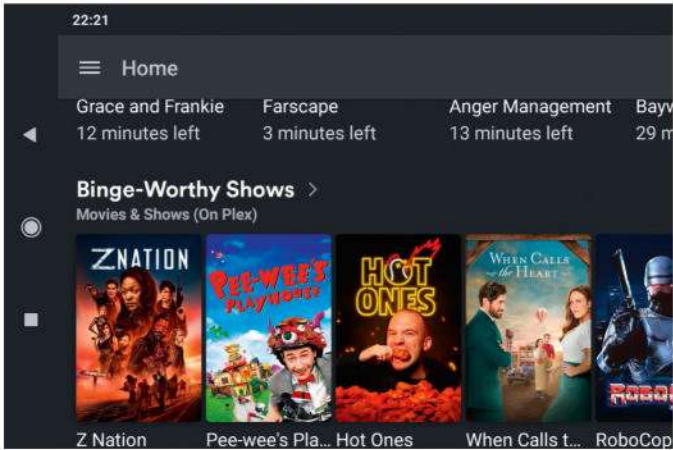 22:21
Home
Grace and Frankie Farscape Anger Management Bayw
12 minutes left 3 minutes left 13 minutes left 29 m
Binge-Worthy Shows >
Movies & Shows (On Plex)
ZNATION
PEE-WEE'S
PLAYHOUSE
HOT
ONES
WHEN CALLS
the HEART
ROBO
Z Nation Pee-wee's Pla... Hot Ones When Calls t... RoboCop